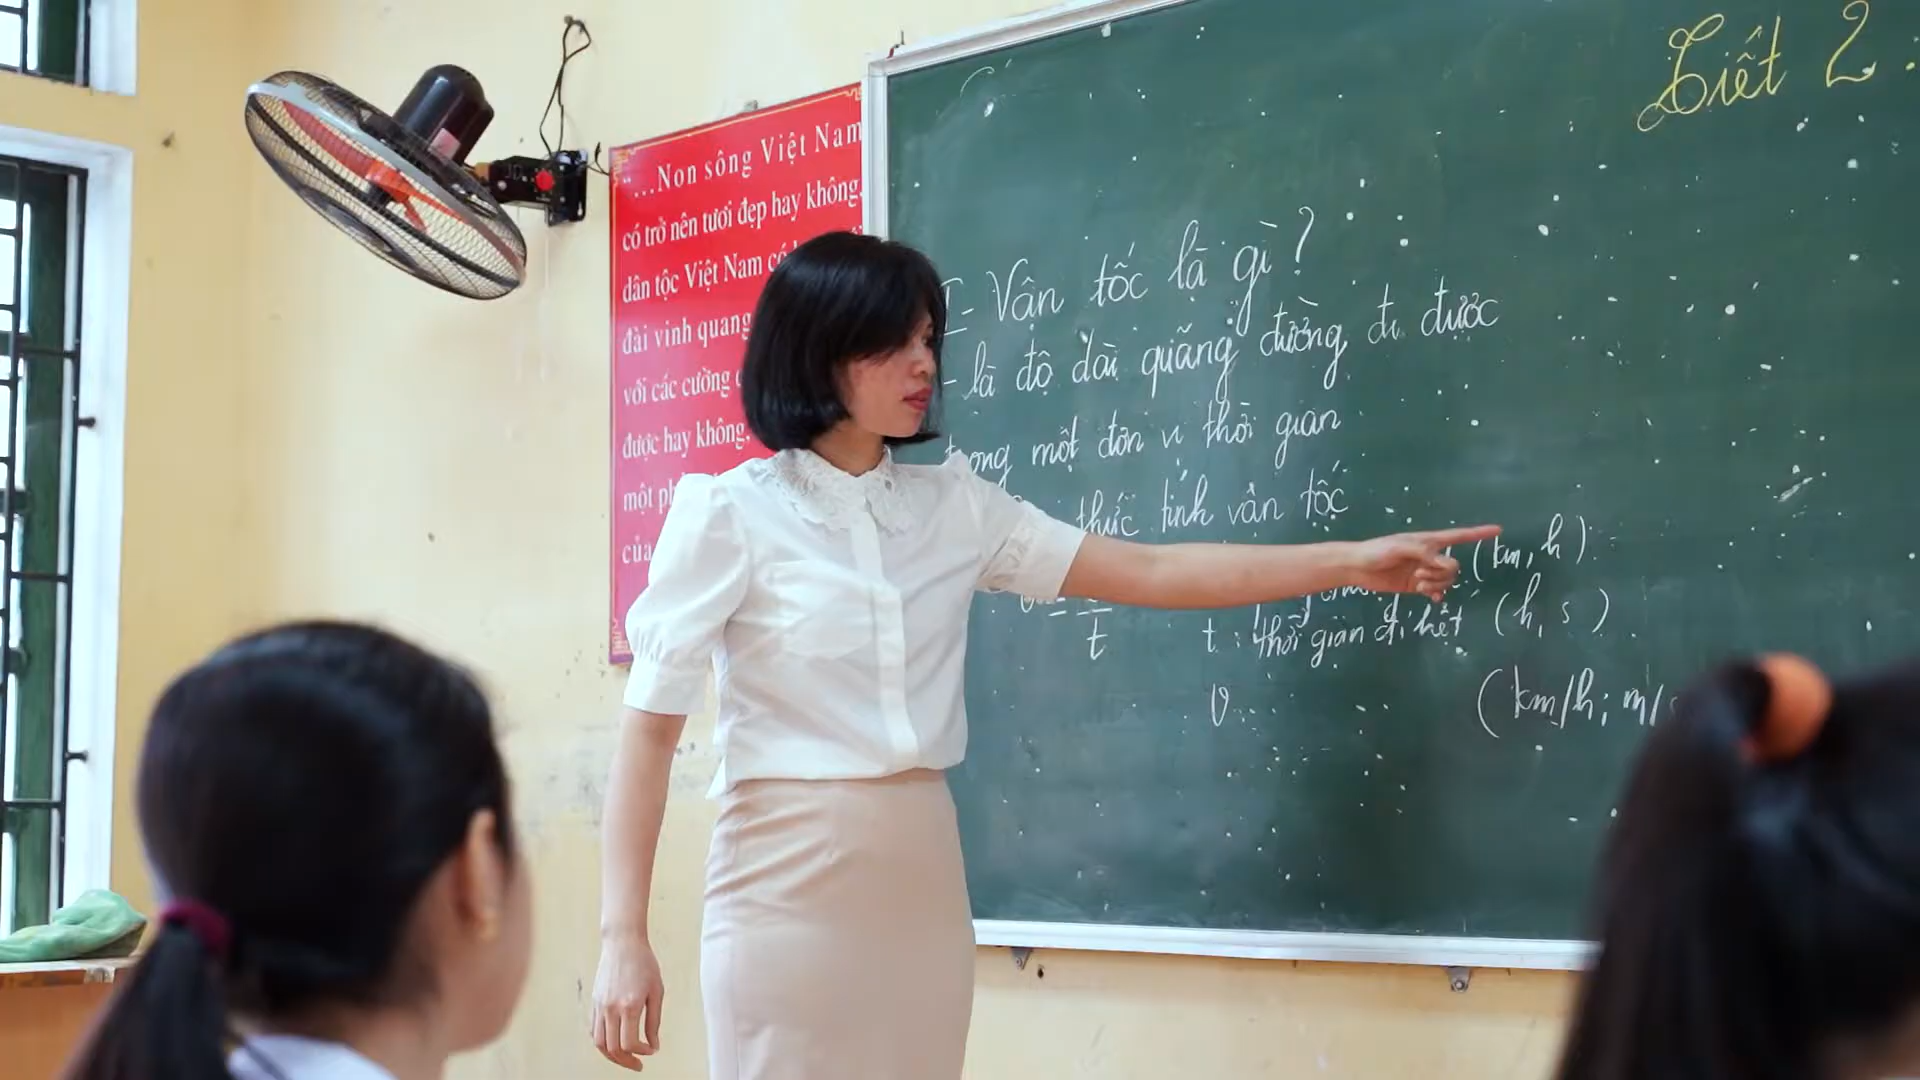 "...Non sông Việt Nam
có trở nên tươi đẹp hay không,
dân tộc Việt Nam có
đài vinh quang
với các cường
được hay không,
một
của
Tiết 2
I- Vận tốc là gì?
- là độ dài quãng đường đi được
trong một đơn vị thời gian
thức tính vận tốc
(km, h)
t t : thời gian đi hết (h, s)
v (km/h; m/